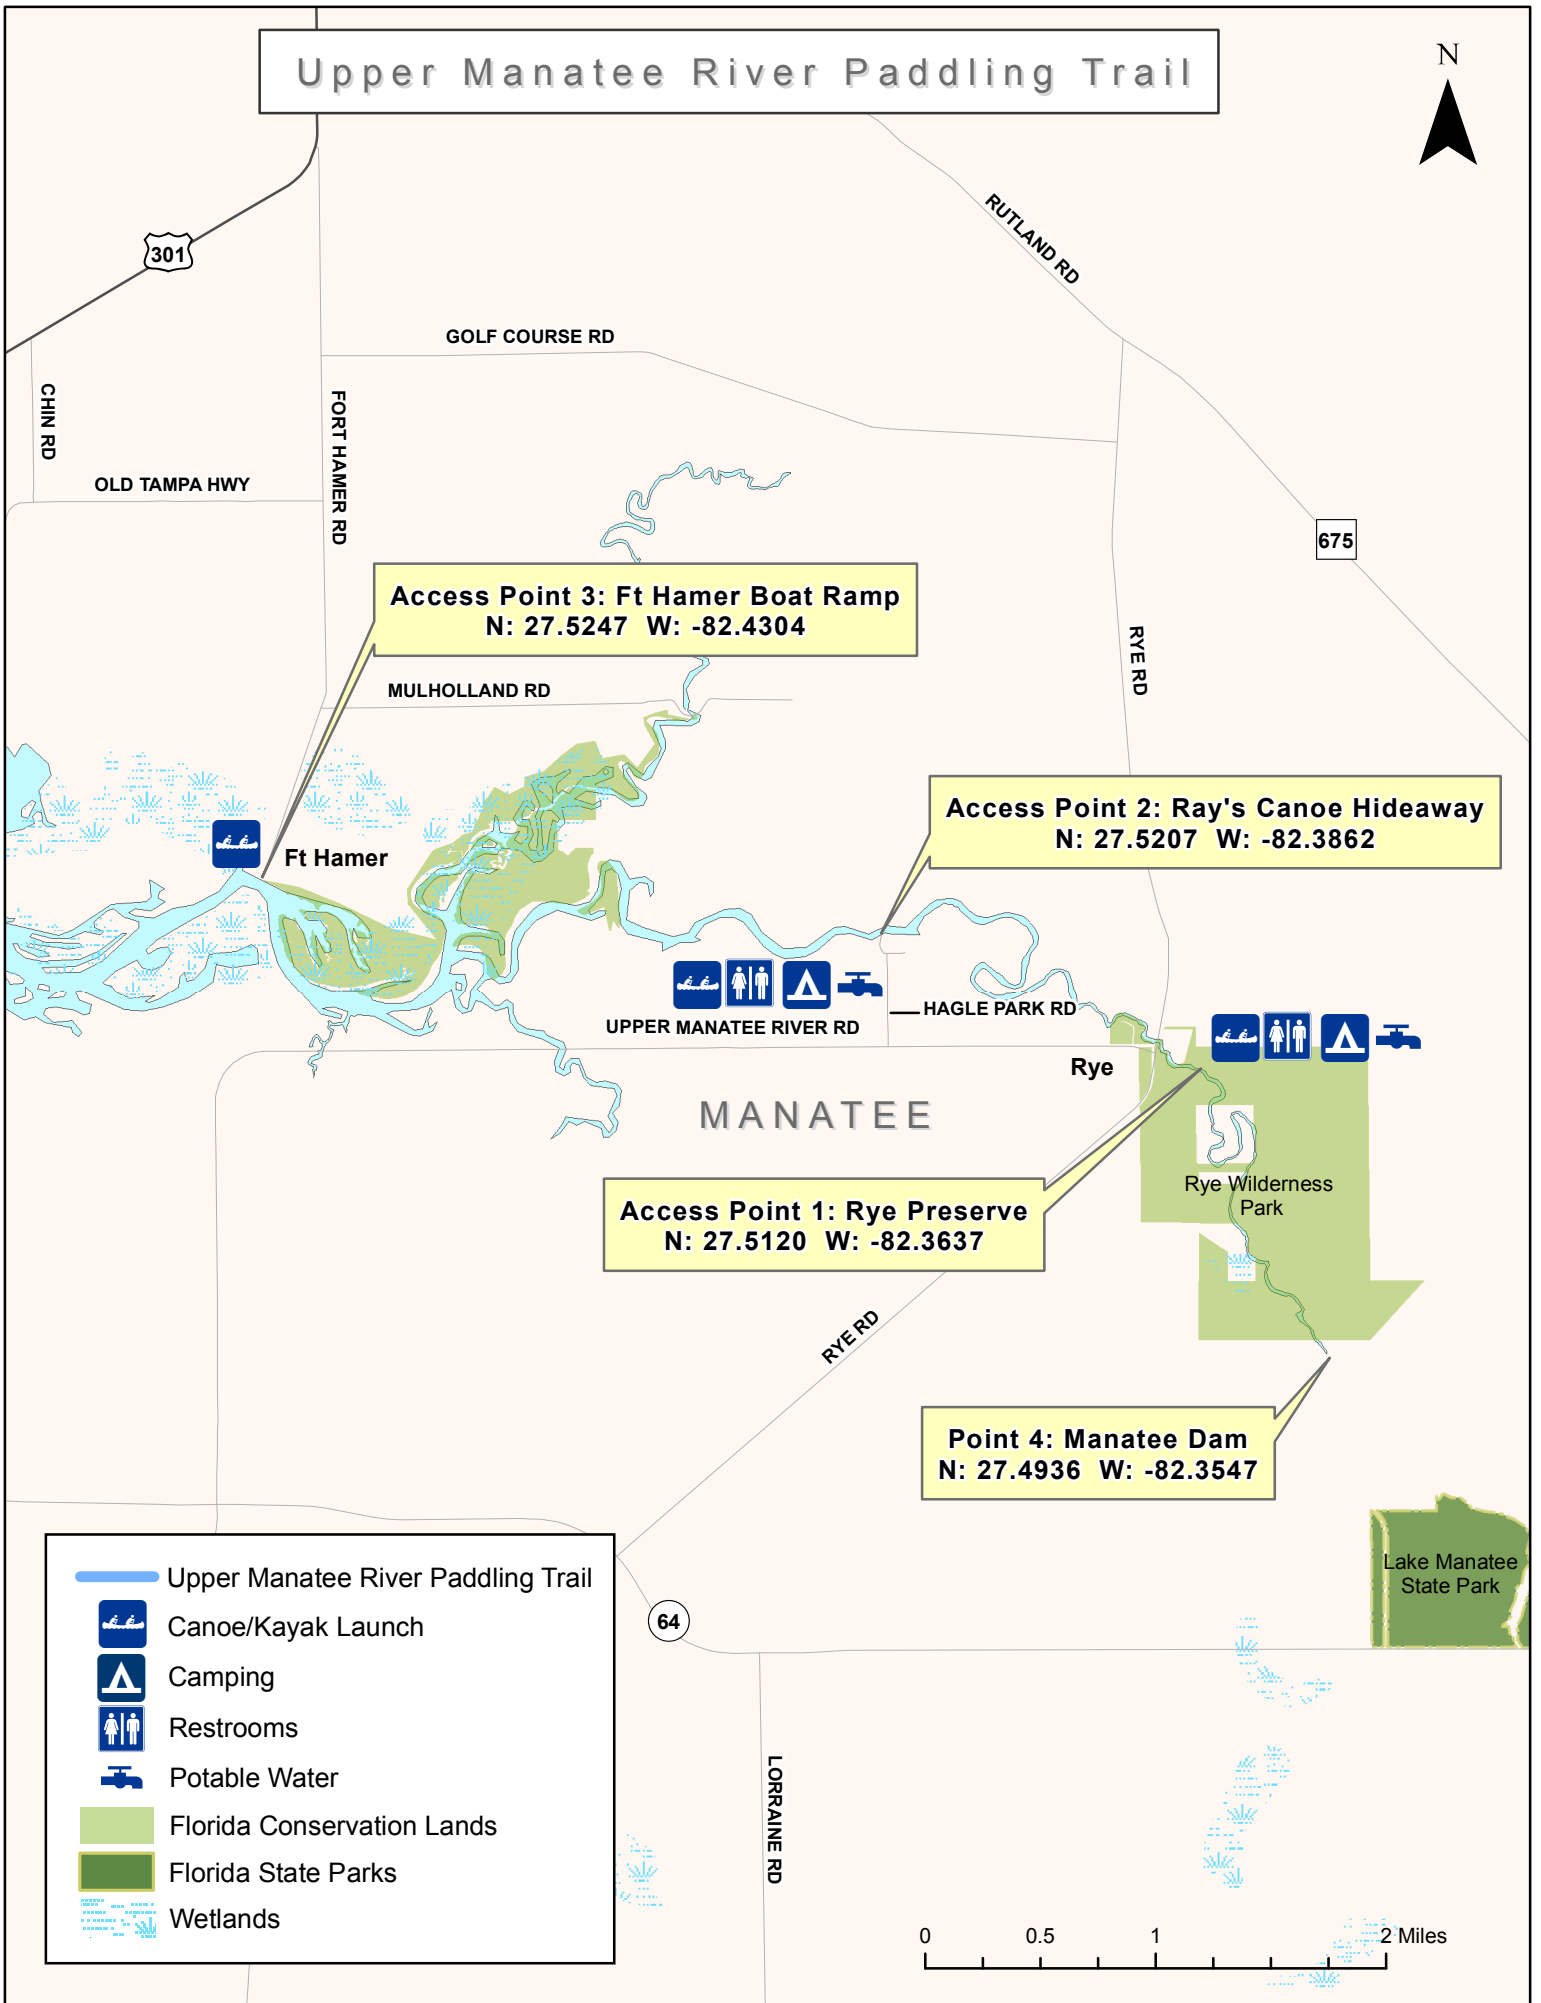 Upper Manatee River Paddling Trail
N
RUTLAND RD
301
GOLF COURSE RD
CHIN RD
FORT HAMER RD
OLD TAMPA HWY
675
Access Point 3: Ft Hamer Boat Ramp
N: 27.5247 W: -82.4304
RYE RD
MULHOLLAND RD
Access Point 2: Ray's Canoe Hideaway
N: 27.5207 W: -82.3862
Ft Hamer
HAGLE PARK RD
UPPER MANATEE RIVER RD
Rye
MANATEE
Rye Wilderness
Park
Access Point 1: Rye Preserve
N: 27.5120 W: -82.3637
RYE RD
Point 4: Manatee Dam
N: 27.4936 W: -82.3547
Lake Manatee
State Park
64
LORRAINE RD
Upper Manatee River Paddling Trail
Canoe/Kayak Launch
Camping
Restrooms
Potable Water
Florida Conservation Lands
Florida State Parks
Wetlands
0 0.5 1 2 Miles